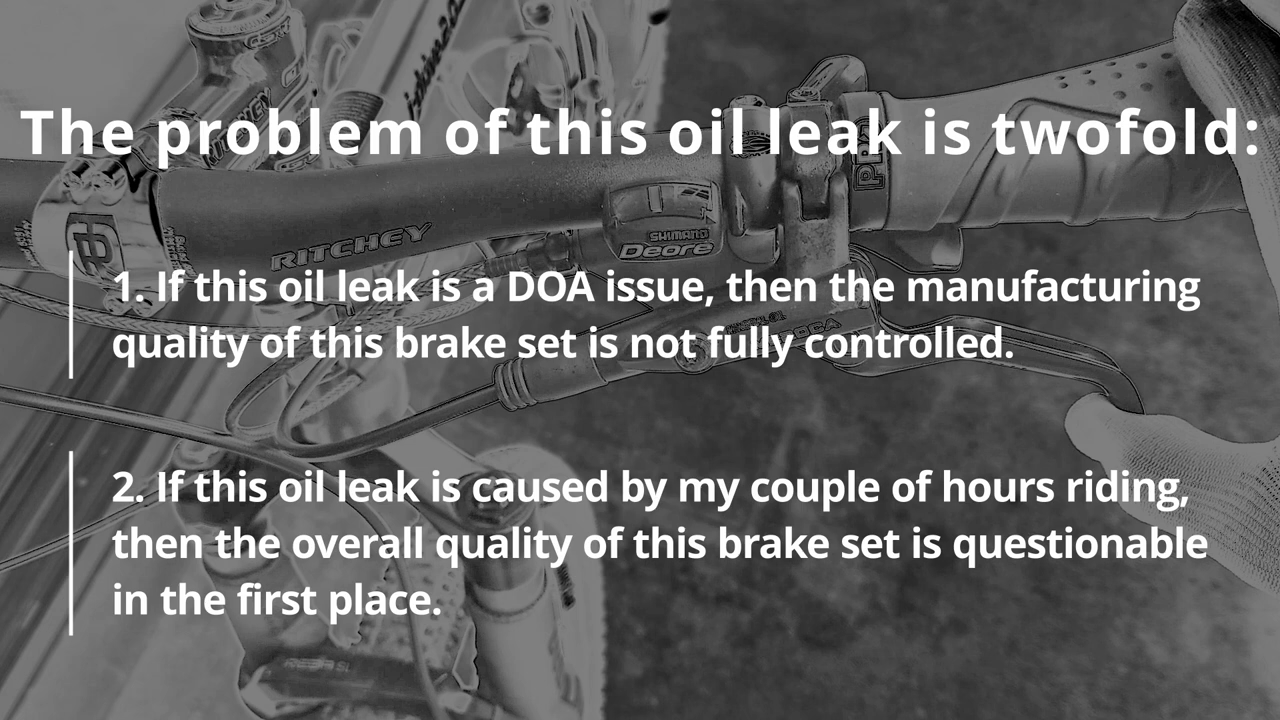 The problem of this oil leak is twofold:
RITCHEY
PRO
SHIMANO
Deore
RITCHEY
1. If this oil leak is a DOA issue, then the manufacturing
quality of this brake set is not fully controlled.
2. If this oil leak is caused by my couple of hours riding,
then the overall quality of this brake set is questionable
in the first place.